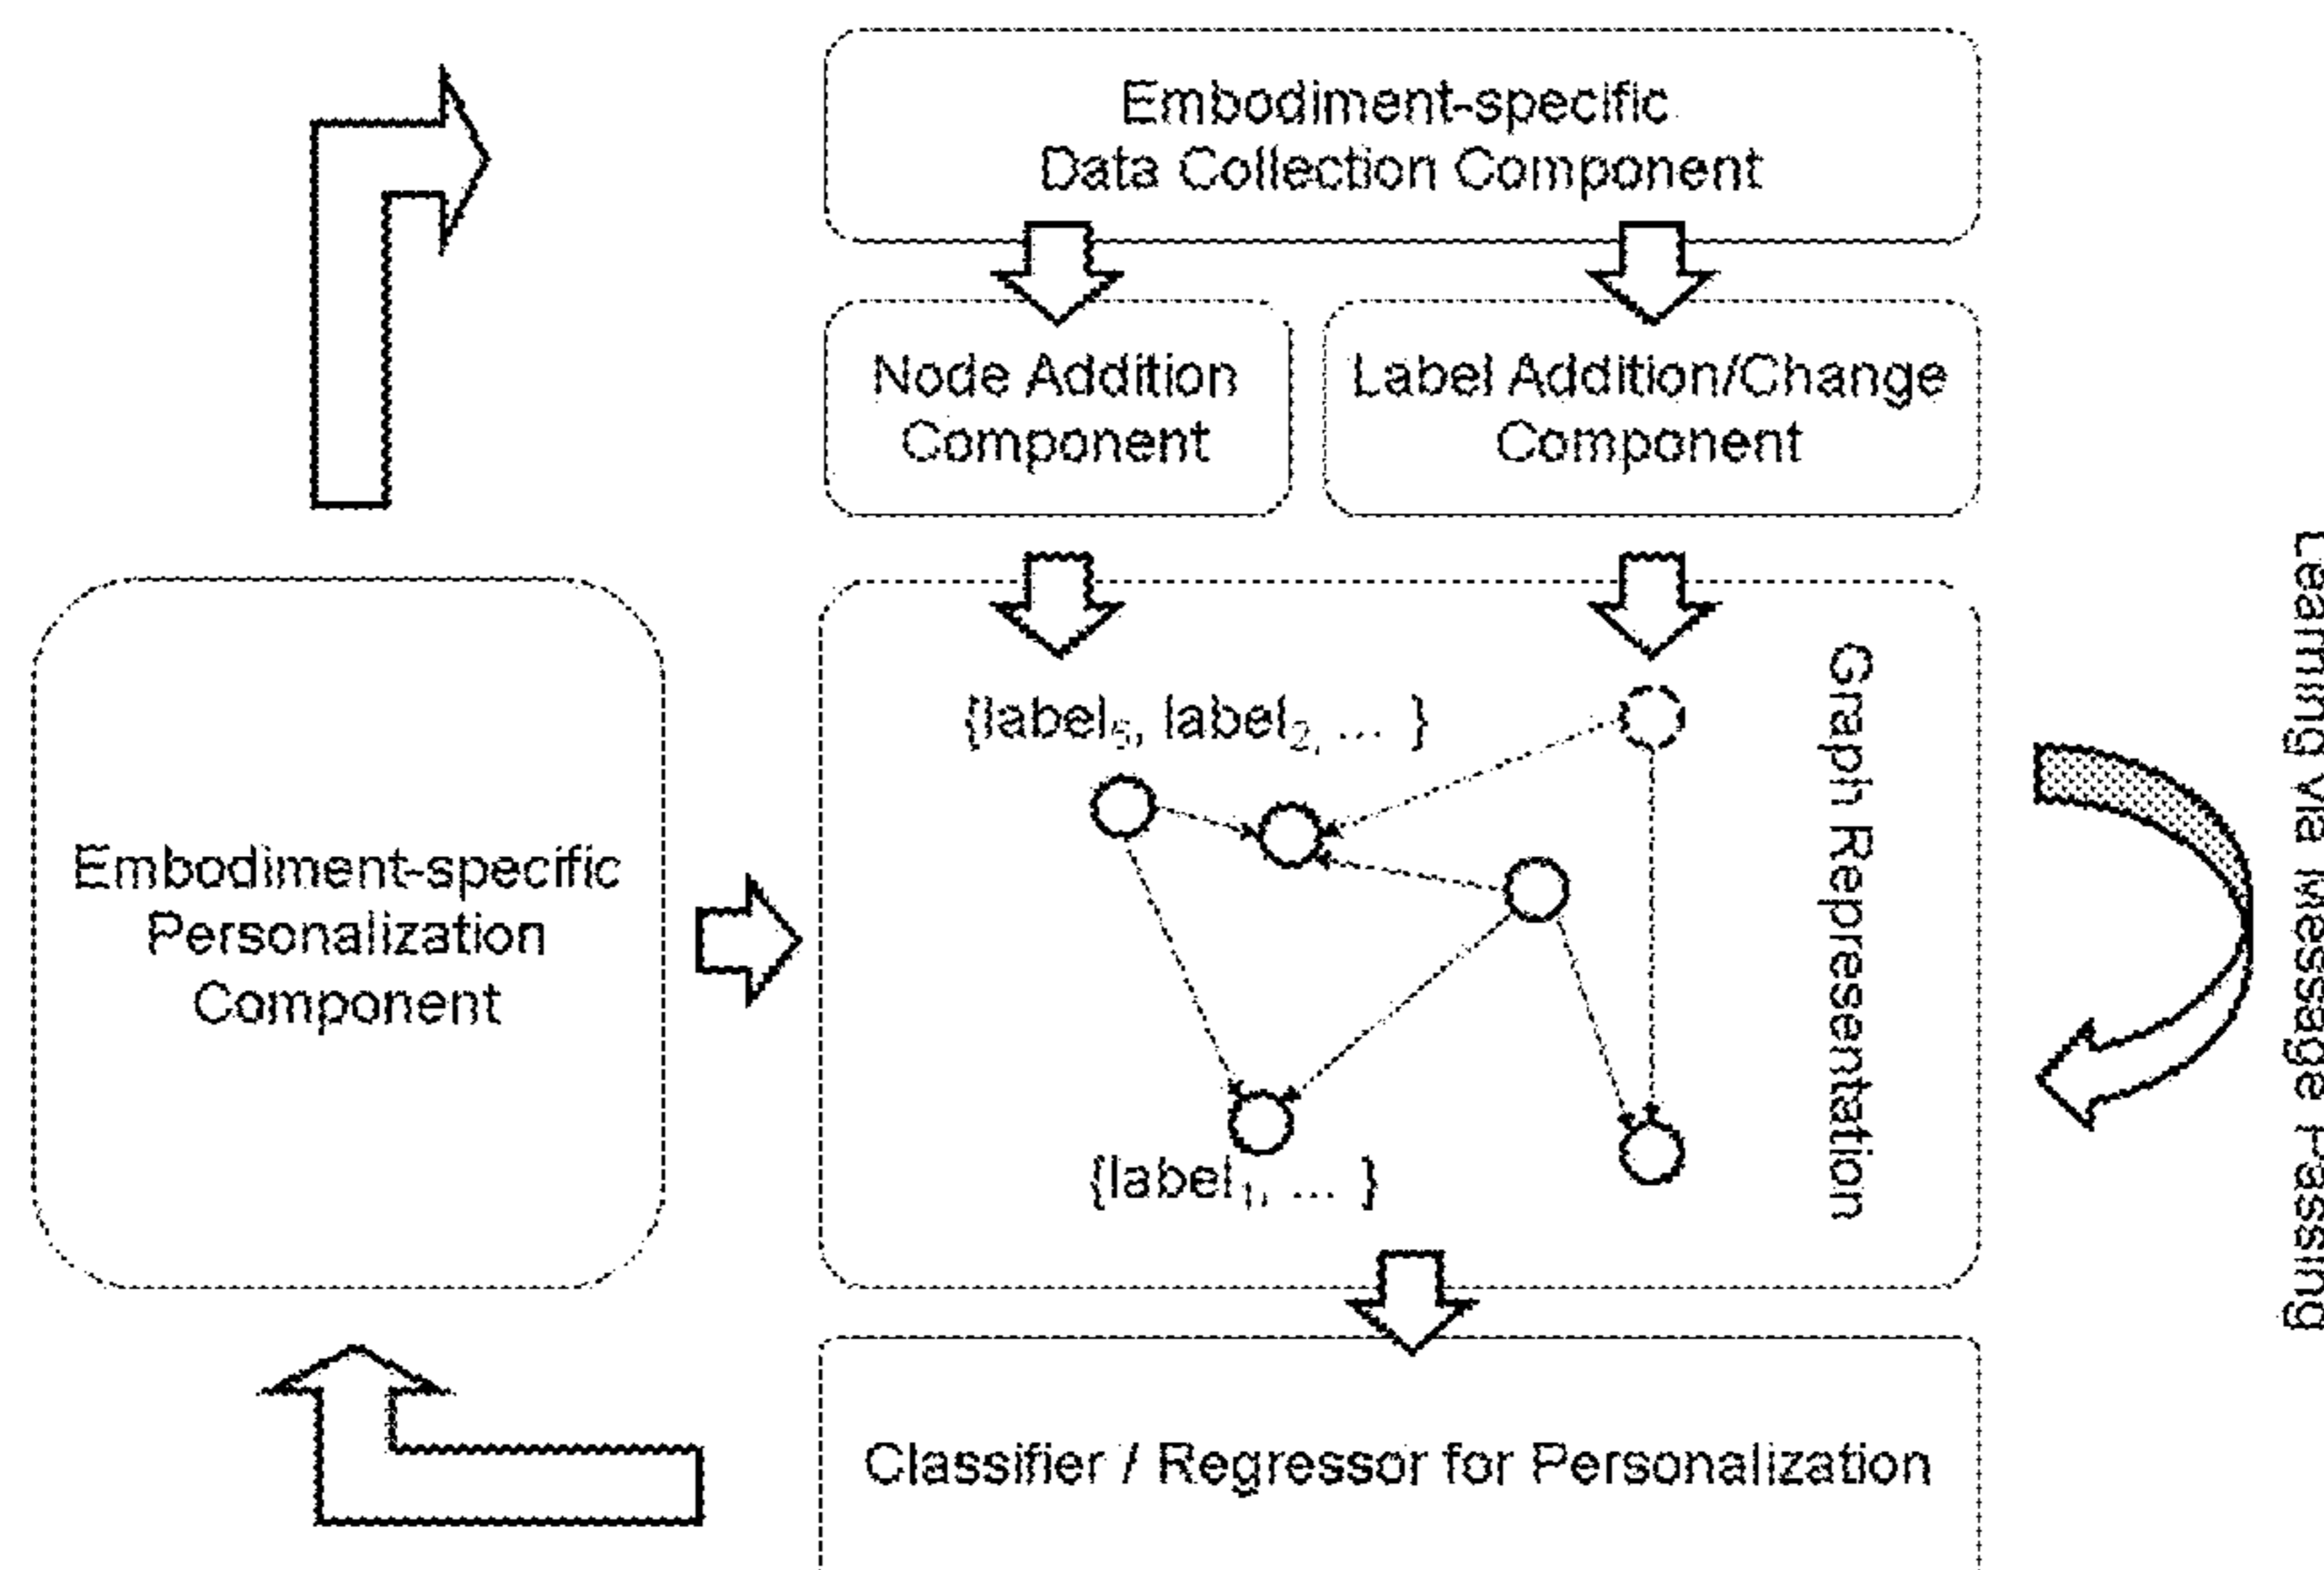 Embodiment-specific
Data Collection Component
Node Addition
Component
Label Addition/Change
Component
Embodiment-specific
Personalization
Component
{label₅, label₂, ... }
{label₁, ... }
Graph Representation
Learning via Message Passing
Classifier / Regressor for Personalization